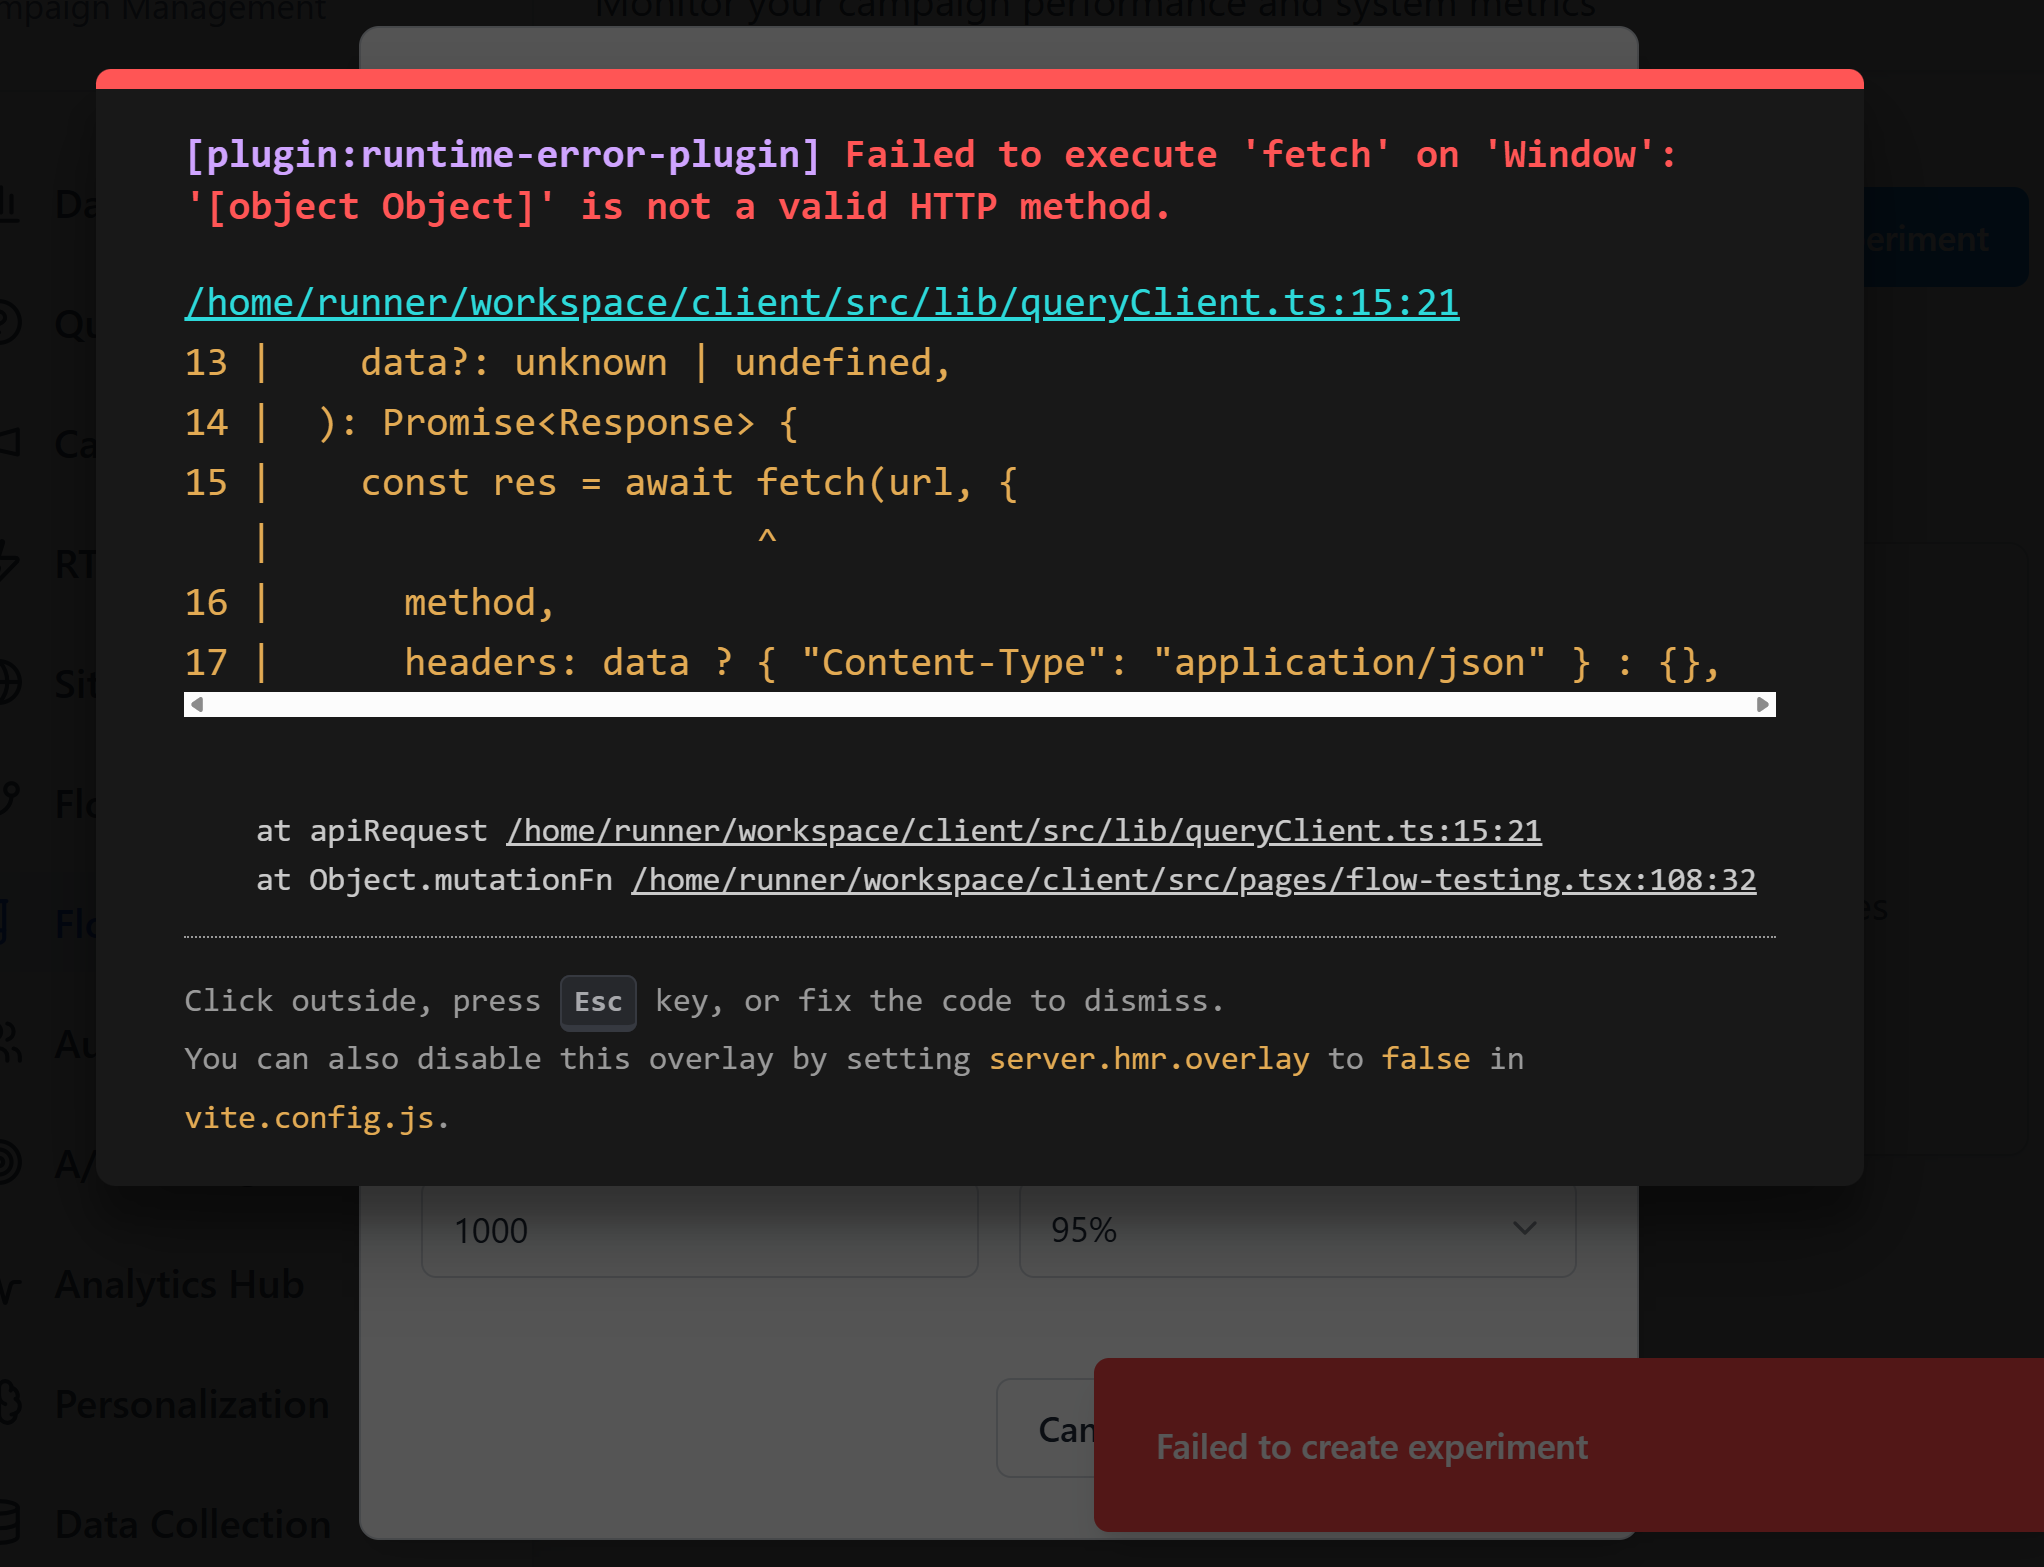 mpaign Management
Monitor your campaign performance and system metrics
[plugin:runtime-error-plugin] Failed to execute 'fetch' on 'Window':
'[object Object]' is not a valid HTTP method.
/home/runner/workspace/client/src/lib/queryClient.ts:15:21
13 |    data?: unknown | undefined,
14 |  ): Promise<Response> {
15 |    const res = await fetch(url, {
   |                      ^
16 |      method,
17 |      headers: data ? { "Content-Type": "application/json" } : {},
at apiRequest /home/runner/workspace/client/src/lib/queryClient.ts:15:21
at Object.mutationFn /home/runner/workspace/client/src/pages/flow-testing.tsx:108:32
Click outside, press Esc key, or fix the code to dismiss.
You can also disable this overlay by setting server.hmr.overlay to false in
vite.config.js.
Da
Qu
Ca
RT
Sit
Flo
Flo
Au
A/
Analytics Hub
Personalization
Data Collection
eriment
es
1000
95%
Can
Failed to create experiment